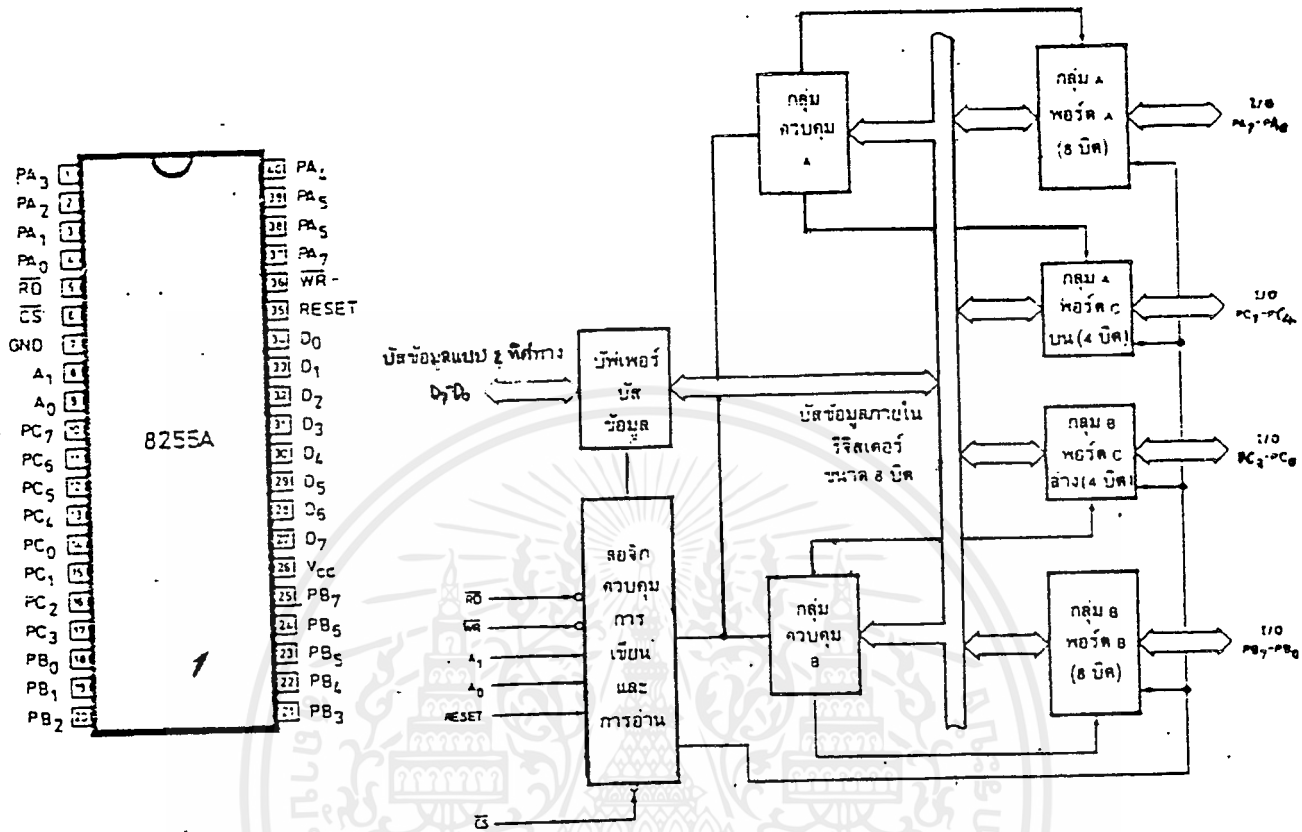 PA3 1
PA2 2
PA1 3
PA0 4
RD 5
CS 6
GND 7
A1 8
A0 9
PC7 10
PC6 11
PC5 12
PC4 13
PC0 14
PC1 15
PC2 16
PC3 17
PB0 18
PB1 19
PB2 20
8255A
1
40 PA4
39 PA5
38 PA5
37 PA7
36 WR
35 RESET
34 D0
33 D1
32 D2
31 D3
30 D4
29 D5
28 D6
27 D7
26 VCC
25 PB7
24 PB5
23 PB5
22 PB4
21 PB3
บัสข้อมูลแบบ 2 ทิศทาง
D7-D0
บัฟเฟอร์
บัส
ข้อมูล
RD
WR
A1
A0
RESET
CS
ลอจิก
ควบคุม
การ
เขียน
และ
การอ่าน
กลุ่ม
ควบคุม
A
กลุ่ม
ควบคุม
B
บัสข้อมูลภายใน
รีจิสเตอร์
ขนาด 8 บิต
กลุ่ม A
พอร์ต A
(8 บิต)
I/O
PA7-PA0
กลุ่ม A
พอร์ต C
บน (4 บิต)
I/O
PC7-PC4
กลุ่ม B
พอร์ต C
ล่าง (4 บิต)
I/O
PC3-PC0
กลุ่ม B
พอร์ต B
(8 บิต)
I/O
PB7-PB0